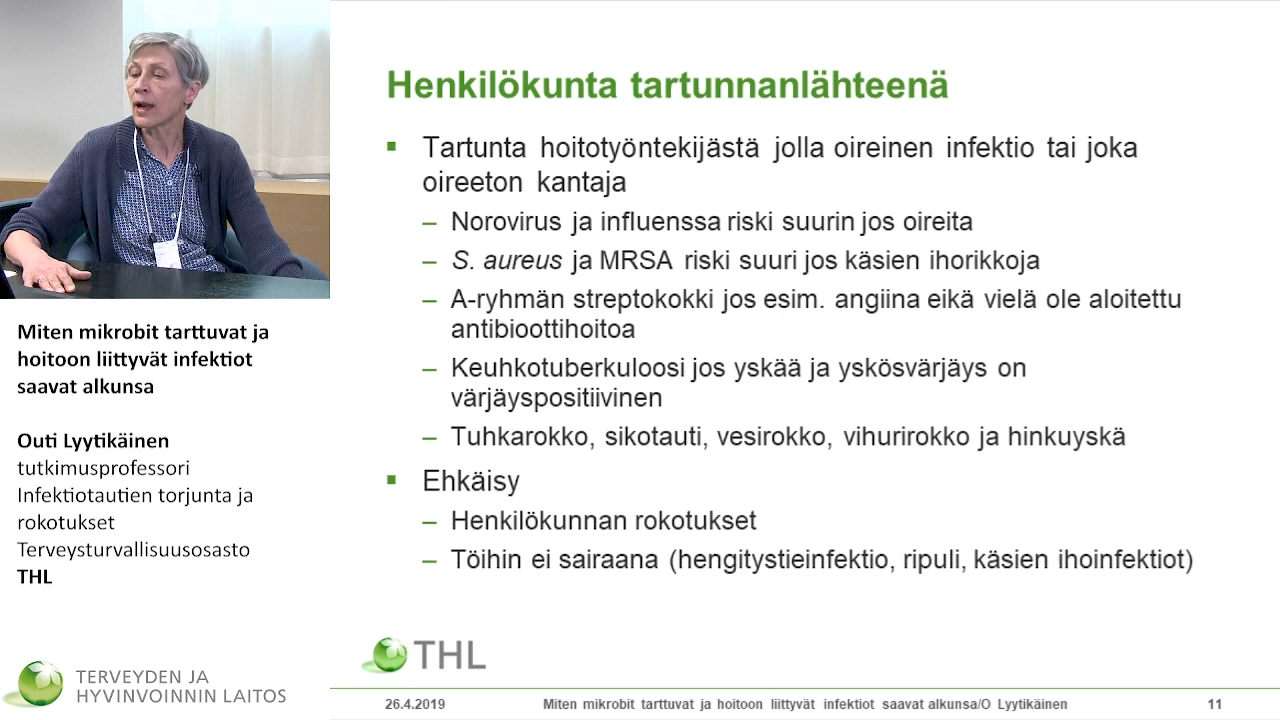 Henkilökunta tartunnanlähteenä
▪ Tartunta hoitotyöntekijästä jolla oireinen infektio tai joka
oireeton kantaja
– Norovirus ja influenssa riski suurin jos oireita
– S. aureus ja MRSA riski suuri jos käsien ihorikkoja
– A-ryhmän streptokokki jos esim. angiina eikä vielä ole aloitettu
antibioottihoitoa
– Keuhkotuberkuloosi jos yskää ja yskösvärjäys on
värjäyspositiivinen
– Tuhkarokko, sikotauti, vesirokko, vihurirokko ja hinkuyskä
▪ Ehkäisy
– Henkilökunnan rokotukset
– Töihin ei sairaana (hengitystieinfektio, ripuli, käsien ihoinfektiot)
THL
26.4.2019 Miten mikrobit tarttuvat ja hoitoon liittyvät infektiot saavat alkunsa/O Lyytikäinen 11
Miten mikrobit tarttuvat ja
hoitoon liittyvät infektiot
saavat alkunsa
Outi Lyytikäinen
tutkimusprofessori
Infektiotautien torjunta ja
rokotukset
Terveysturvallisuusosasto
THL
TERVEYDEN JA
HYVINVOINNIN LAITOS